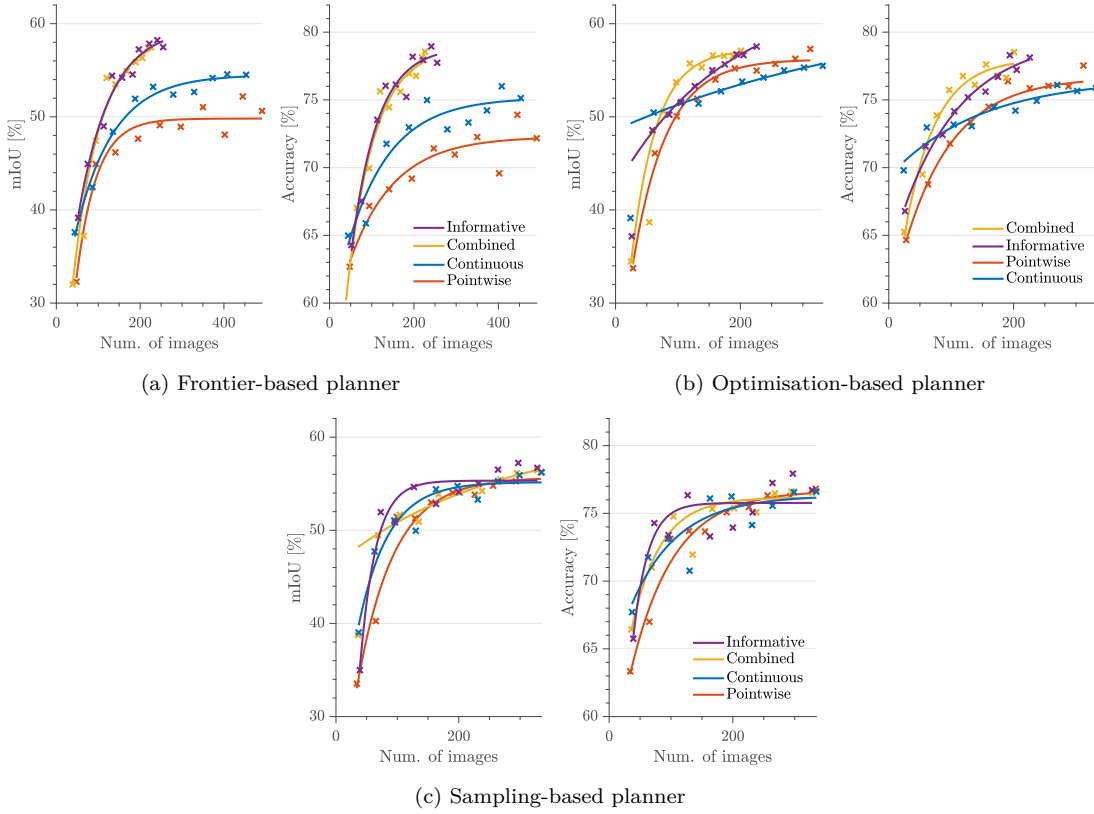 60
50
40
30
mIoU [%]
0
200
400
Num. of images
80
75
70
65
60
Accuracy [%]
0
200
400
Num. of images
Informative
Combined
Continuous
Pointwise
(a) Frontier-based planner
60
50
40
30
mIoU [%]
0
200
Num. of images
80
75
70
65
60
Accuracy [%]
0
200
Num. of images
Combined
Informative
Pointwise
Continuous
(b) Optimisation-based planner
60
50
40
30
mIoU [%]
0
200
Num. of images
80
75
70
65
60
Accuracy [%]
0
200
Num. of images
Informative
Combined
Continuous
Pointwise
(c) Sampling-based planner